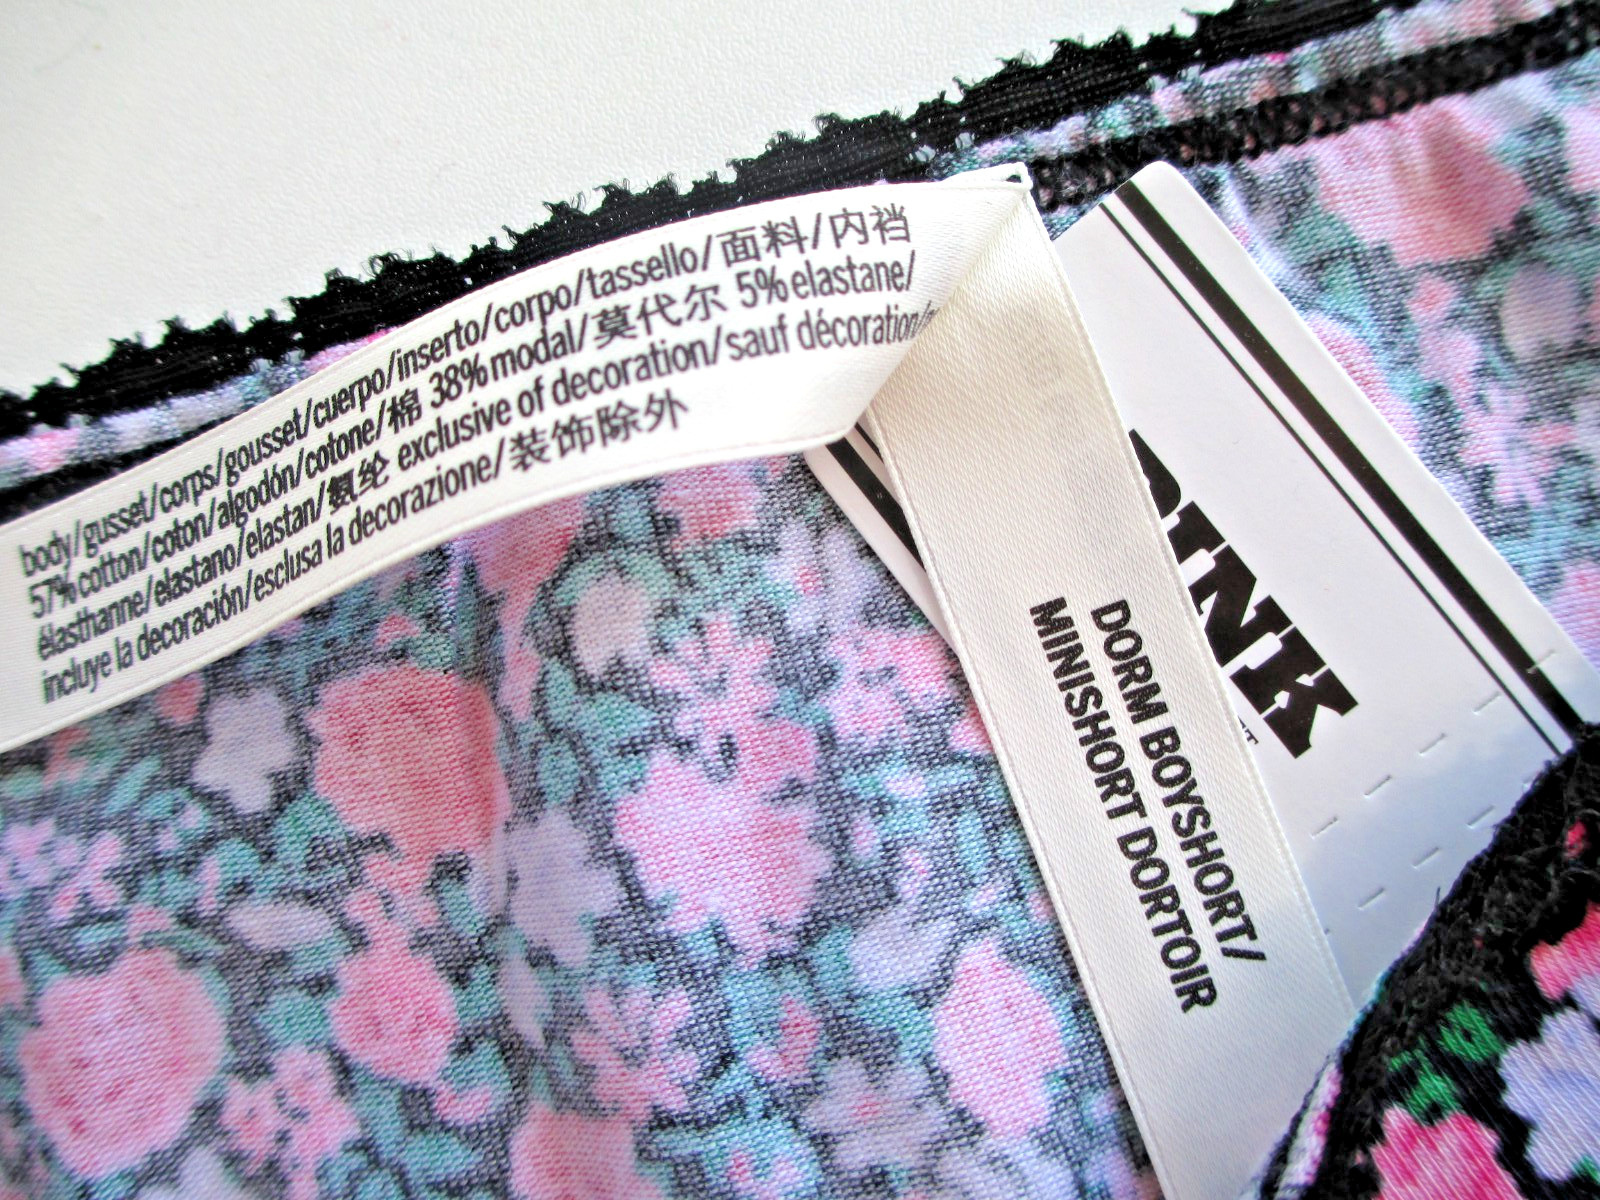 body/gusset/corps/gousset/cuerpo/inserto/corpo/tassello/面料/内裆
57% cotton/coton/algodón/cotone/棉 38% modal/莫代尔 5% elastane/
élasthanne/elastano/elastan/氨纶 exclusive of decoration/sauf décoration/
incluye la decoración/esclusa la decorazione/装饰除外
DORM BOYSHORT/
MINISHORT DORTOIR
PINK